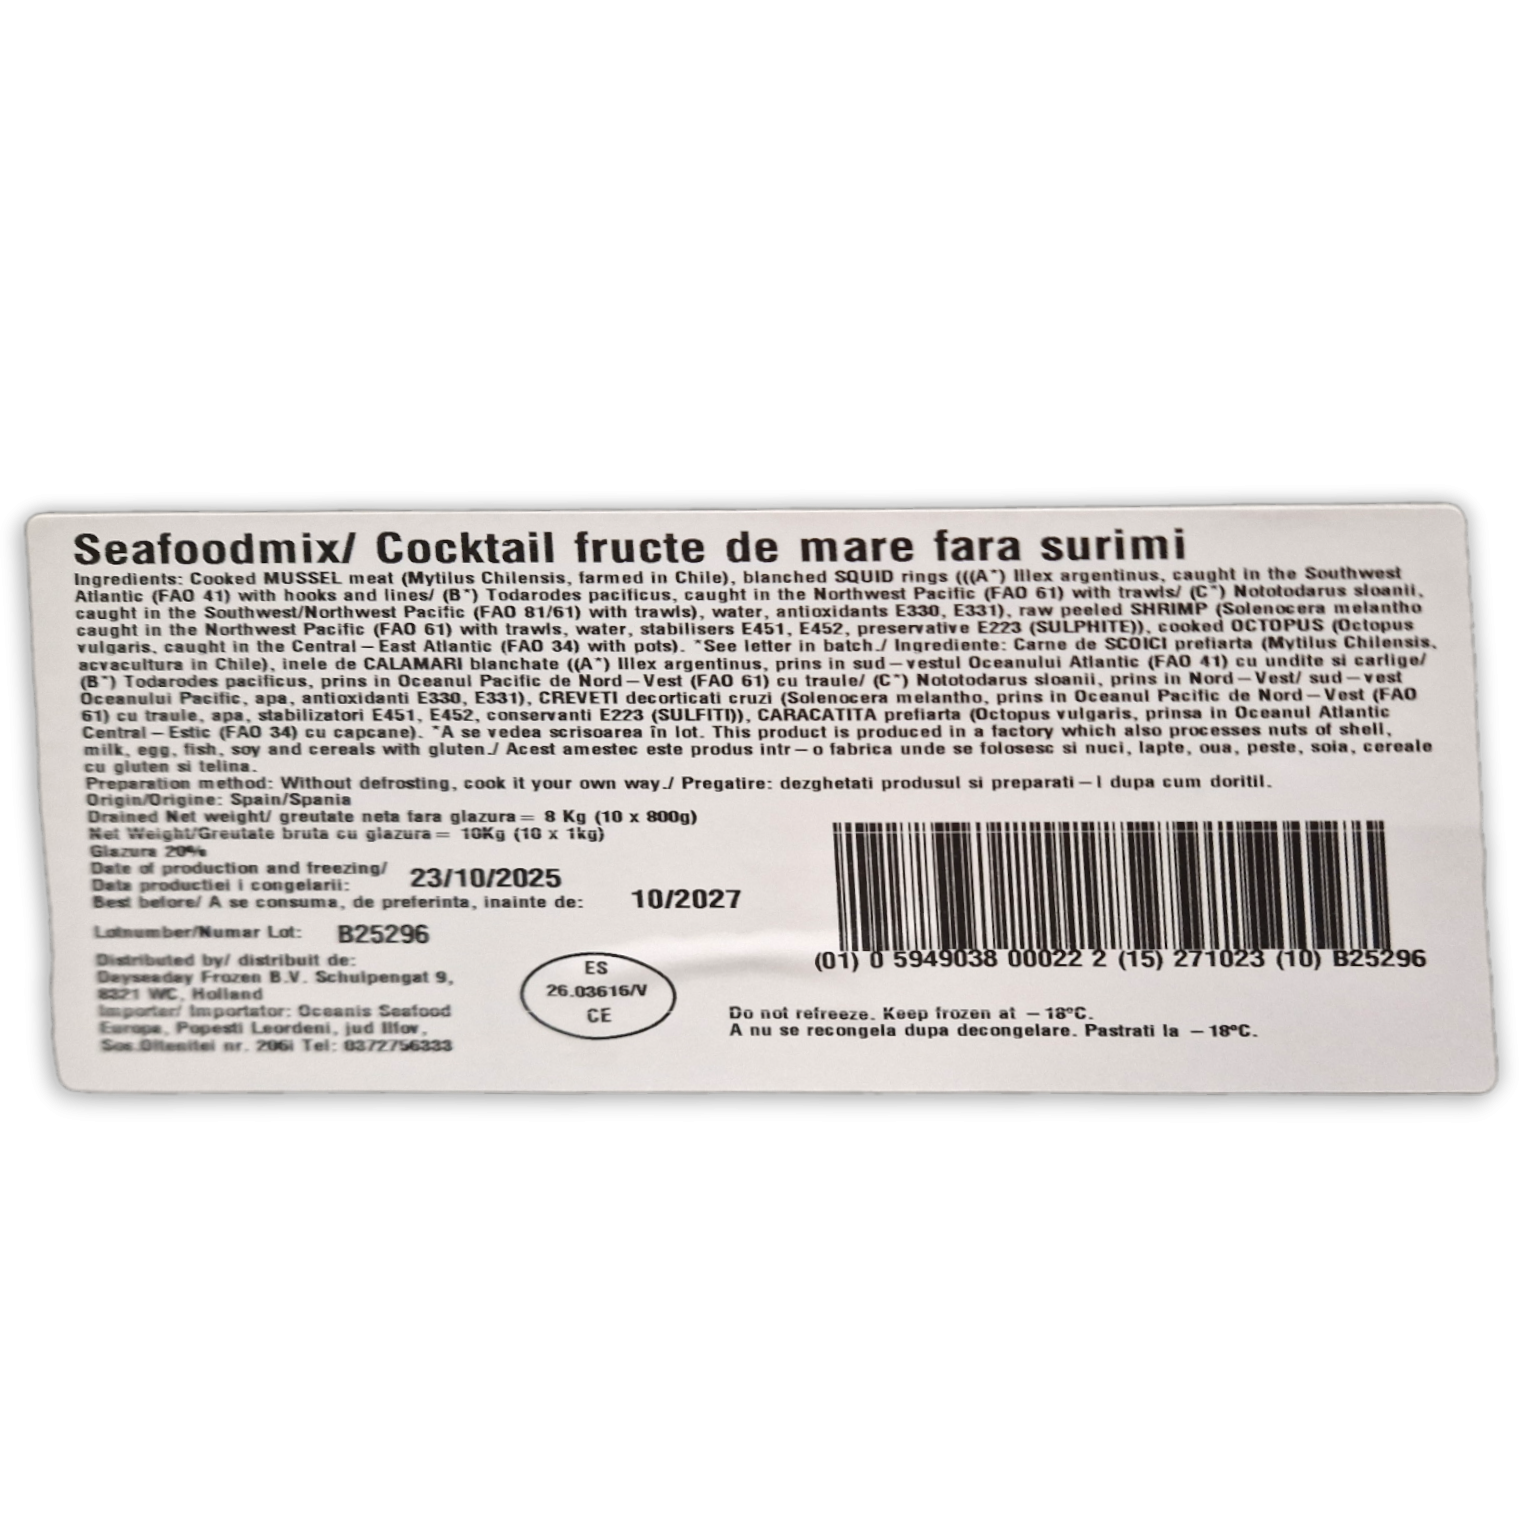 Seafoodmix/ Cocktail fructe de mare fara surimi
Ingredients: Cooked MUSSEL meat (Mytilus Chilensis, farmed in Chile), blanched SQUID rings (((A*) Illex argentinus, caught in the Southwest
Atlantic (FAO 41) with hooks and lines/ (B*) Todarodes pacificus, caught in the Northwest Pacific (FAO 61) with trawls/ (C*) Nototodarus sloanii,
caught in the Southwest/Northwest Pacific (FAO 81/61) with trawls), water, antioxidants E330, E331), raw peeled SHRIMP (Solenocera melantho
caught in the Northwest Pacific (FAO 61) with trawls, water, stabilisers E451, E452, preservative E223 (SULPHITE)), cooked OCTOPUS (Octopus
vulgaris, caught in the Central – East Atlantic (FAO 34) with pots). *See letter in batch./ Ingrediente: Carne de SCOICI prefiarta (Mytilus Chilensis,
acvacultura in Chile), inele de CALAMARI blanchate ((A*) Illex argentinus, prins in sud – vestul Oceanului Atlantic (FAO 41) cu undite si carlige/
(B*) Todarodes pacificus, prins in Oceanul Pacific de Nord – Vest (FAO 61) cu traule/ (C*) Nototodarus sloanii, prins in Nord – Vest/ sud – vest
Oceanului Pacific, apa, antioxidanti E330, E331), CREVETI decorticati cruzi (Solenocera melantho, prins in Oceanul Pacific de Nord – Vest (FAO
61) cu traule, apa, stabilizatori E451, E452, conservanti E223 (SULFITI)), CARACATITA prefiarta (Octopus vulgaris, prinsa in Oceanul Atlantic
Central – Estic (FAO 34) cu capcane). *A se vedea scrisoarea în lot. This product is produced in a factory which also processes nuts of shell,
milk, egg, fish, soy and cereals with gluten./ Acest amestec este produs intr – o fabrica unde se folosesc si nuci, lapte, oua, peste, soia, cereale
cu gluten si telina.
Preparation method: Without defrosting, cook it your own way./ Pregatire: dezghetati produsul si preparati – l dupa cum doritil.
Origin/Origine: Spain/Spania
Drained Net weight/ greutate neta fara glazura = 8 Kg (10 x 800g)
Net Weight/Greutate bruta cu glazura = 10Kg (10 x 1kg)
Glazura 20%
Date of production and freezing/
Data productiei i congelarii: 23/10/2025
Best before/ A se consuma, de preferinta, inainte de: 10/2027
Lotnumber/Numar Lot: B25296
Distributed by/ distribuit de:
Dayseaday Frozen B.V. Schulpengat 9,
8321 WC, Holland
Importer/ Importator: Oceanis Seafood
Europa, Popesti Leordeni, jud Ilfov,
Sos.Oltenitei nr. 206i Tel: 0372756333
ES
26.03616/V
CE
(01) 0 5949038 00022 2 (15) 271023 (10) B25296
Do not refreeze. Keep frozen at – 18°C.
A nu se recongela dupa decongelare. Pastrati la – 18°C.